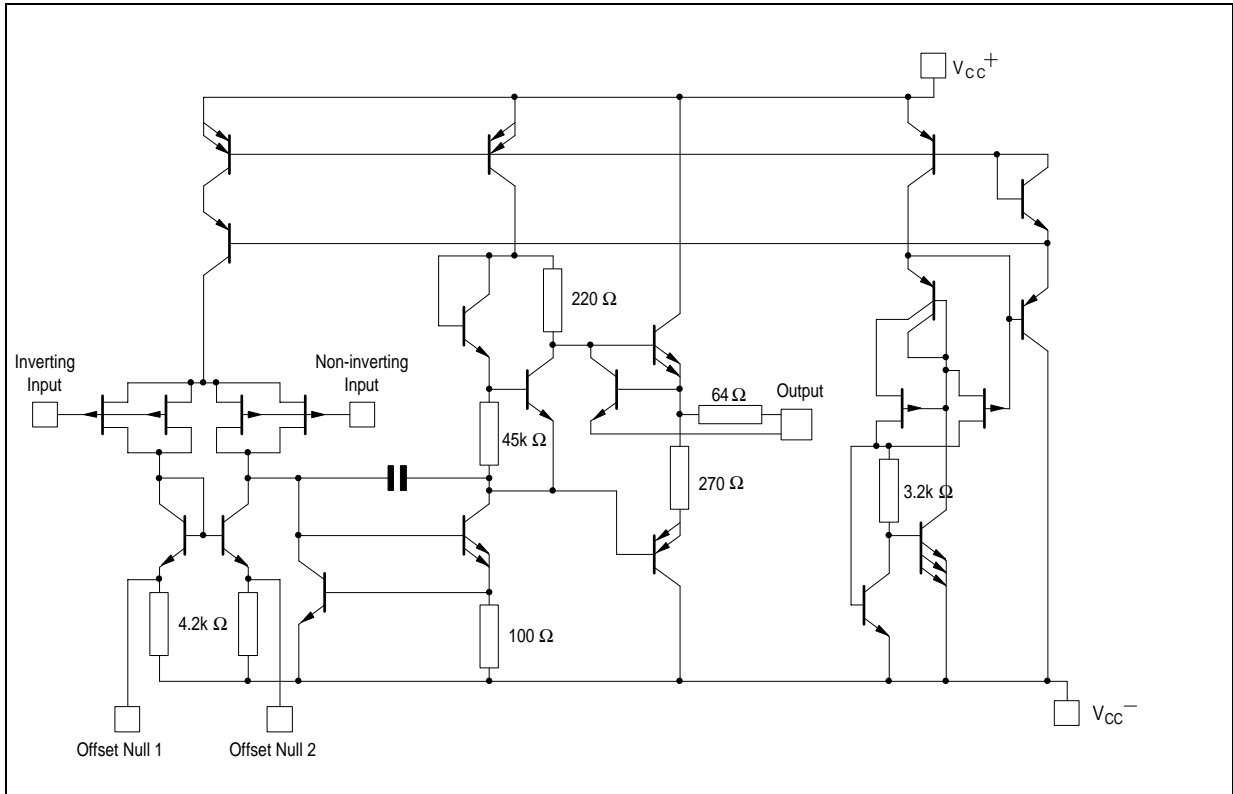 VCC+
220 Ω
Inverting
Input
Non-inverting
Input
64 Ω
Output
45k Ω
270 Ω
3.2k Ω
4.2k Ω
100 Ω
VCC−
Offset Null 1
Offset Null 2